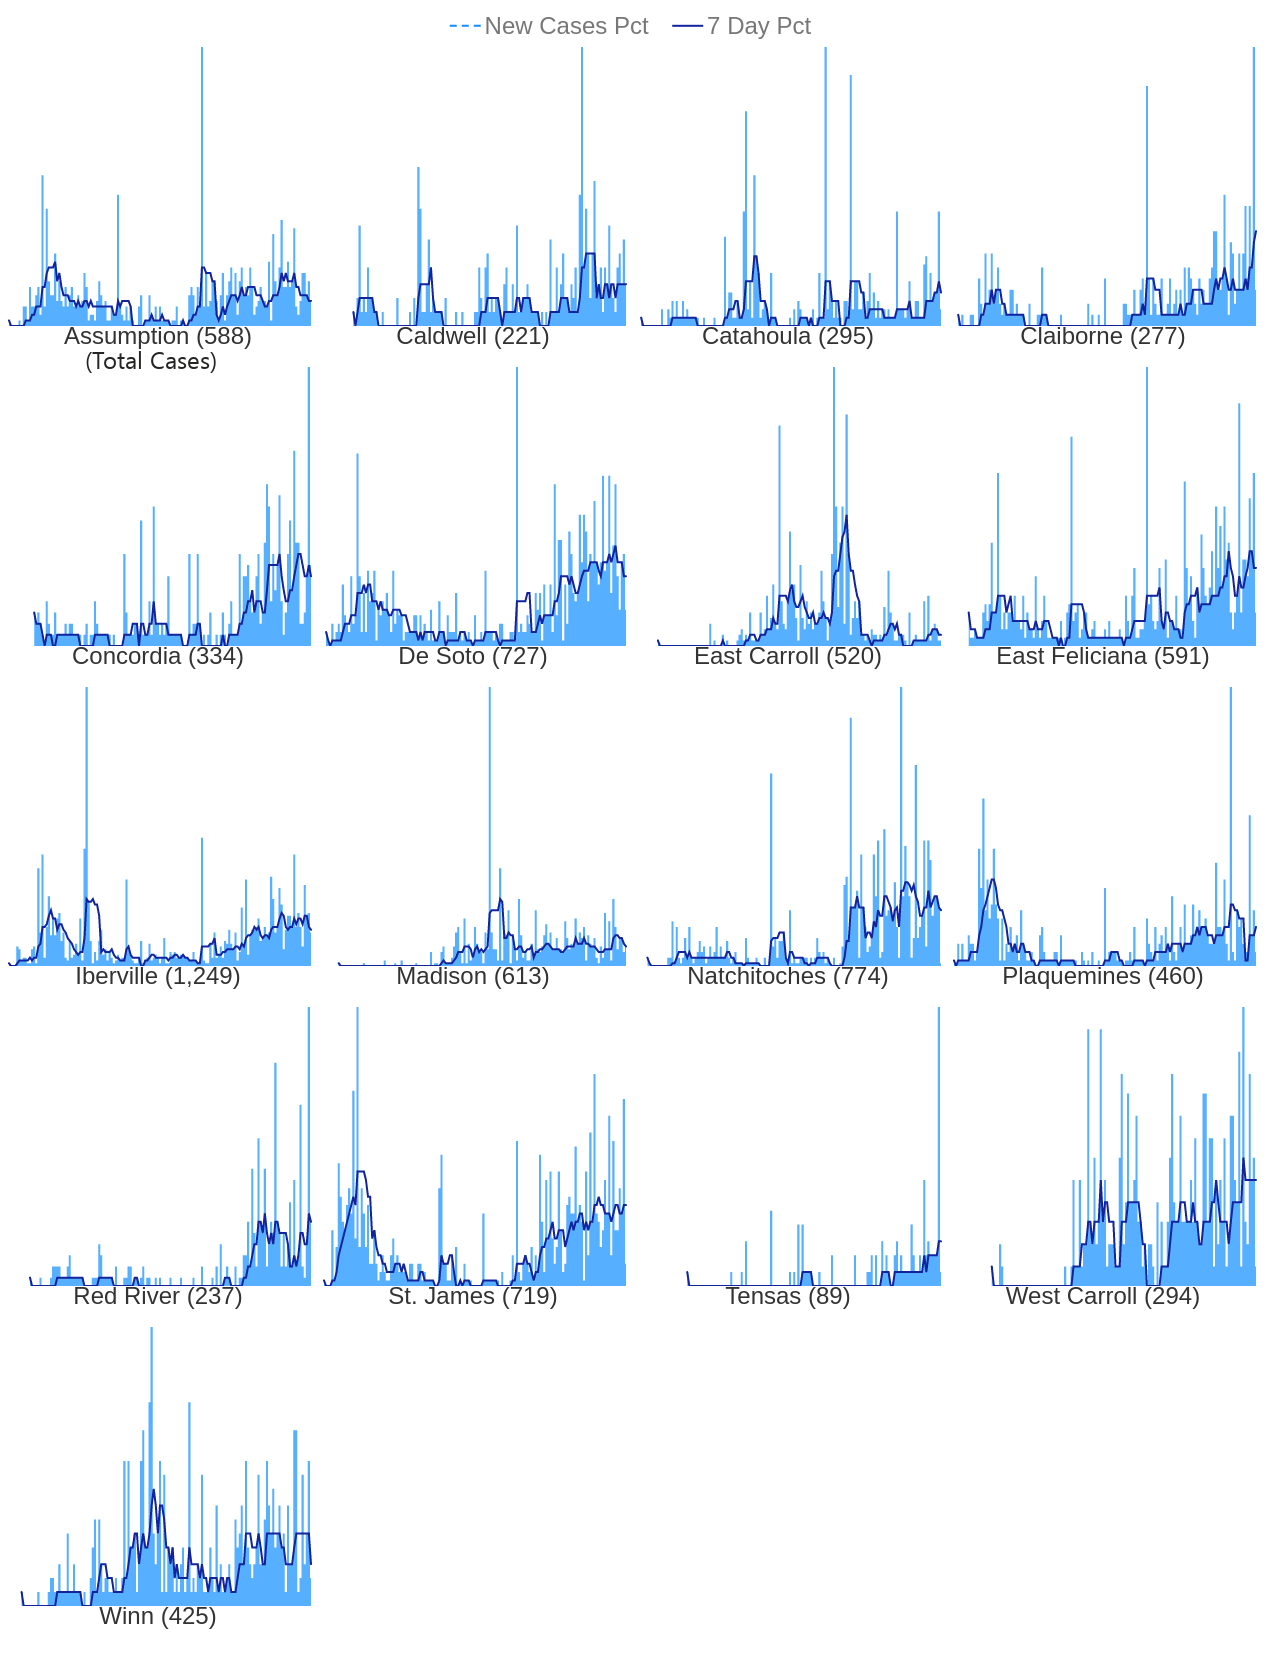 New Cases Pct 7 Day Pct
Assumption (588) Caldwell (221) Catahoula (295) Claiborne (277)
(Total Cases)
Concordia (334) De Soto (727) East Carroll (520) East Feliciana (591)
Iberville (1,249) Madison (613) Natchitoches (774) Plaquemines (460)
Red River (237) St. James (719) Tensas (89) West Carroll (294)
Winn (425)